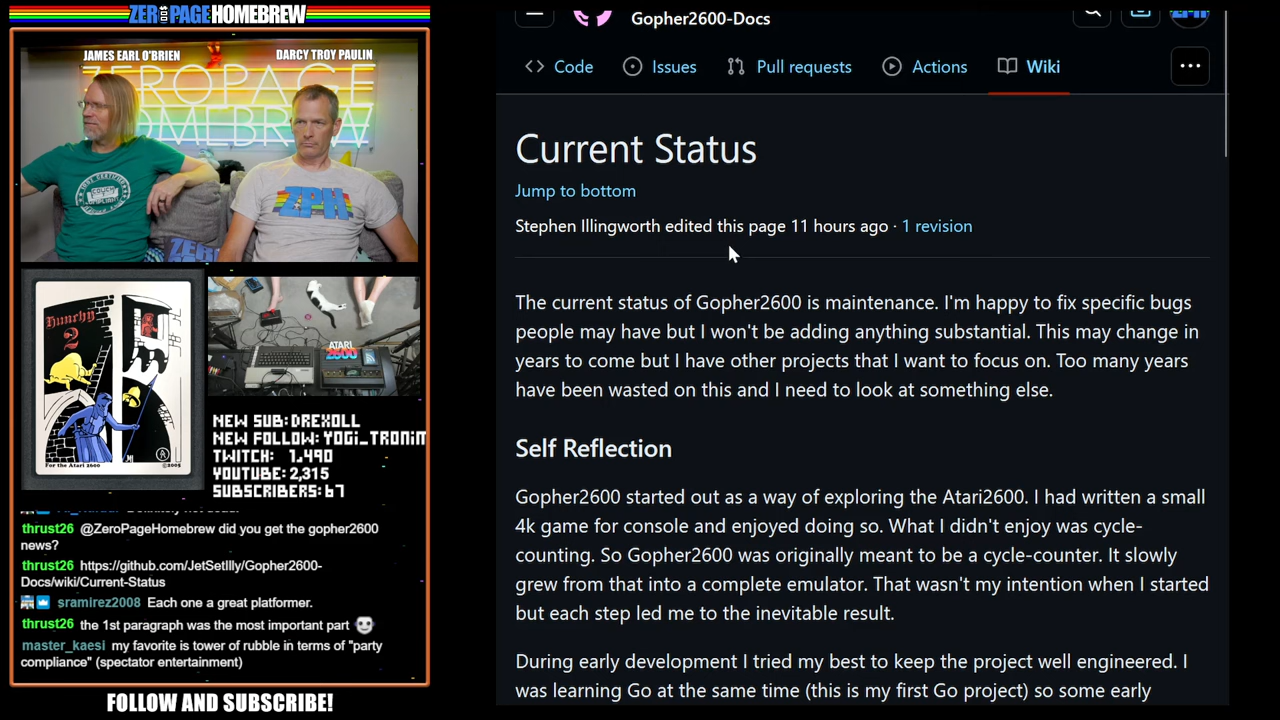 ZERO PAGE HOMEBREW
JAMES EARL O'BRIEN
DARCY TROY PAULIN
ZEROPAGE
HOMEBREW
ZPH
Hunchy
2
For the Atari 2600
©2005
ATARI
2600
NEW SUB:DREXOLL
NEW FOLLOW:YOGI_TRONIM
TWITCH: 1,490
YOUTUBE: 2,315
SUBSCRIBERS:67
thrust26 @ZeroPageHomebrew did you get the gopher2600
news?
thrust26 https://github.com/JetSetIlly/Gopher2600-
Docs/wiki/Current-Status
sramirez2008 Each one a great platformer.
thrust26 the 1st paragraph was the most important part
master_kaesi my favorite is tower of rubble in terms of "party
compliance" (spectator entertainment)
FOLLOW AND SUBSCRIBE!
Gopher2600-Docs
Code Issues Pull requests Actions Wiki
Current Status
Jump to bottom
Stephen Illingworth edited this page 11 hours ago · 1 revision
The current status of Gopher2600 is maintenance. I'm happy to fix specific bugs
people may have but I won't be adding anything substantial. This may change in
years to come but I have other projects that I want to focus on. Too many years
have been wasted on this and I need to look at something else.
Self Reflection
Gopher2600 started out as a way of exploring the Atari2600. I had written a small
4k game for console and enjoyed doing so. What I didn't enjoy was cycle-
counting. So Gopher2600 was originally meant to be a cycle-counter. It slowly
grew from that into a complete emulator. That wasn't my intention when I started
but each step led me to the inevitable result.
During early development I tried my best to keep the project well engineered. I
was learning Go at the same time (this is my first Go project) so some early